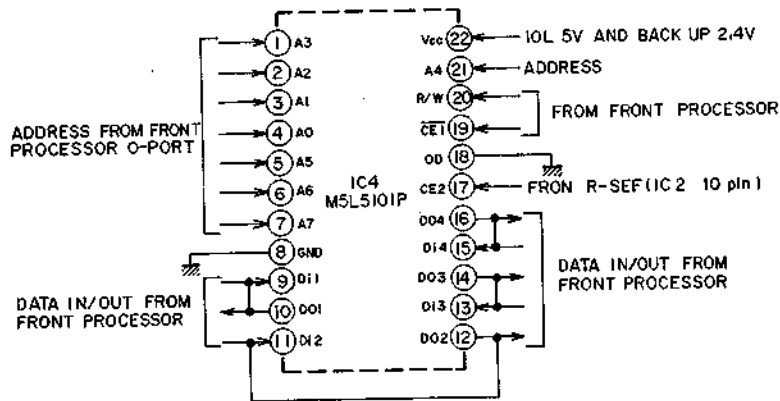 1 A3
2 A2
3 A1
4 A0
5 A5
6 A6
7 A7
8 GND
9 Di1
10 DO1
11 Di2
ADDRESS FROM FRONT
PROCESSOR O-PORT
DATA IN/OUT FROM
FRONT PROCESSOR
IC4
M5L5101P
Vcc 22 10L 5V AND BACK UP 2.4V
A4 21 ADDRESS
R/W 20
CE1 19
FROM FRONT PROCESSOR
OD 18
CE2 17 FRON R-SEF(IC2 10 pin)
DO4 16
Di4 15
DO3 14
Di3 13
DO2 12
DATA IN/OUT FROM
FRONT PROCESSOR